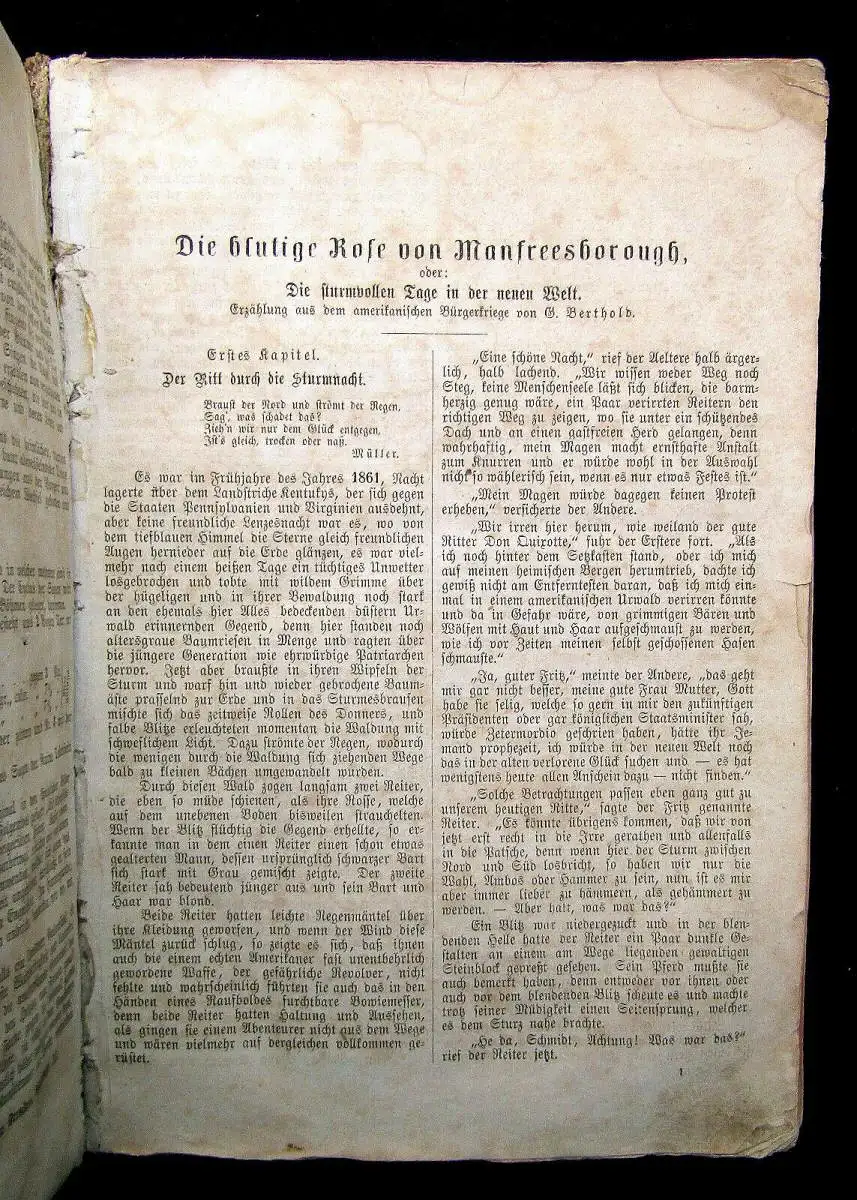 Die blutige Rose von Manfreesborough,
oder:
Die sturmvollen Tage in der neuen Welt.
Erzählung aus dem amerikanischen Bürgerkriege von G. Berthold.
Erstes Kapitel.
Der Ritt durch die Sturmnacht.
Braust der Nord und strömt der Regen,
Sag', was schadet das?
Zieh'n wir nur dem Glück entgegen,
Ist's gleich, trocken oder naß.
Müller.
Es war im Frühjahre des Jahres 1861, Nacht
lagerte über dem Landstriche Kentukys, der sich gegen
die Staaten Pennsylvanien und Virginien ausdehnt,
aber keine freundliche Lenzesnacht war es, wo von
dem tiefblauen Himmel die Sterne gleich freundlichen
Augen hernieder auf die Erde glänzen, es war viel-
mehr nach einem heißen Tage ein tüchtiges Unwetter
losgebrochen und tobte mit wildem Grimme über
der hügeligen und in ihrer Bewaldung noch stark
an den ehemals hier Alles bedeckenden düstern Ur-
wald erinnernden Gegend, denn hier standen noch
altersgraue Baumriesen in Menge und ragten über
die jüngere Generation wie ehrwürdige Patriarchen
hervor. Jetzt aber braußte in ihren Wipfeln der
Sturm und warf hin und wieder gebrochene Baum-
äste prasselnd zur Erde und in das Sturmesbrausen
mischte sich das zeitweise Rollen des Donners, und
falbe Blitze erleuchteten momentan die Waldung mit
schweflichem Licht. Dazu strömte der Regen, wodurch
die wenigen durch die Waldung sich ziehenden Wege
bald zu kleinen Bächen umgewandelt wurden.
Durch diesen Wald zogen langsam zwei Reiter,
die eben so müde schienen, als ihre Rosse, welche
auf dem unebenen Boden bisweilen strauchelten.
Wenn der Blitz flüchtig die Gegend erhellte, so er-
kannte man in dem einen Reiter einen schon etwas
gealterten Mann, dessen ursprünglich schwarzer Bart
sich stark mit Grau gemischt zeigte. Der zweite
Reiter sah bedeutend jünger aus und sein Bart und
Haar war blond.
Beide Reiter hatten leichte Regenmäntel über
ihre Kleidung geworfen, und wenn der Wind diese
Mäntel zurück schlug, so zeigte es sich, daß ihnen
auch die einem echten Amerikaner fast unentbehrlich
gewordene Waffe, der gefährliche Revolver, nicht
fehlte und wahrscheinlich führten sie auch das in den
Händen eines Raufboldes furchtbare Bowiemesser,
denn beide Reiter hatten Haltung und Aussehen,
als gingen sie einem Abenteurer nicht aus dem Wege
und wären vielmehr auf dergleichen vollkommen ge-
rüstet.
„Eine schöne Nacht,“ rief der Aeltere halb ärger-
lich, halb lachend. „Wir wissen weder Weg noch
Steg, keine Menschenseele läßt sich blicken, die barm-
herzig genug wäre, ein Paar verirrten Reitern den
richtigen Weg zu zeigen, wo sie unter ein schützendes
Dach und an einen gastfreien Herd gelangen, denn
wahrhaftig, mein Magen macht ernsthafte Anstalt
zum Knurren und er würde wohl in der Auswahl
nicht so wählerisch sein, wenn es nur etwas Festes ist.“
„Mein Magen würde dagegen keinen Protest
erheben,“ versicherte der Andere.
„Wir irren hier herum, wie weiland der gute
Ritter Don Quixotte,“ fuhr der Erstere fort. „Als
ich noch hinter dem Setzkasten stand, oder ich mich
auf meinen heimischen Bergen herumtrieb, dachte ich
gewiß nicht am Entferntesten daran, daß ich mich ein-
mal in einem amerikanischen Urwald verirren könnte
und da in Gefahr wäre, von grimmigen Bären und
Wölfen mit Haut und Haar aufgeschmaust zu werden,
wie ich vor Zeiten meinen selbst geschossenen Hasen
schmauste.“
„Ja, guter Fritz,“ meinte der Andere, „das geht
mir gar nicht besser, meine gute Frau Mutter, Gott
habe sie selig, welche so gern in mir den zukünftigen
Präsidenten oder gar königlichen Staatsminister sah,
würde Zetermordio geschrien haben, hätte ihr Je-
mand prophezeit, ich würde in der neuen Welt noch
das in der alten verlorene Glück suchen und — es hat
wenigstens heute allen Anschein dazu — nicht finden.“
„Solche Betrachtungen passen eben ganz gut zu
unserem heutigen Ritte,“ sagte der Fritz genannte
Reiter. „Es könnte übrigens kommen, daß wir von
jetzt erst recht in die Irre gerathen und allenfalls
in die Patsche, denn wenn hier der Sturm zwischen
Nord und Süd losbricht, so haben wir nur die
Wahl, Ambos oder Hammer zu sein, nun ist es mir
aber immer lieber zu hämmern, als gehämmert zu
werden. — Aber halt, was war das?“
Ein Blitz war niedergezuckt und in der blen-
denden Helle hatte der Reiter ein Paar dunkle Ge-
stalten an einem am Wege liegenden gewaltigen
Steinblock gepreßt gesehen. Sein Pferd mußte sie
auch bemerkt haben, denn entweder vor ihnen oder
auch vor dem blendenden Blitz scheute es und machte
trotz seiner Müdigkeit einen Seitensprung, welcher
es dem Sturz nahe brachte.
„He da, Schmidt, Achtung! Was war das?“
rief der Reiter jetzt.
1